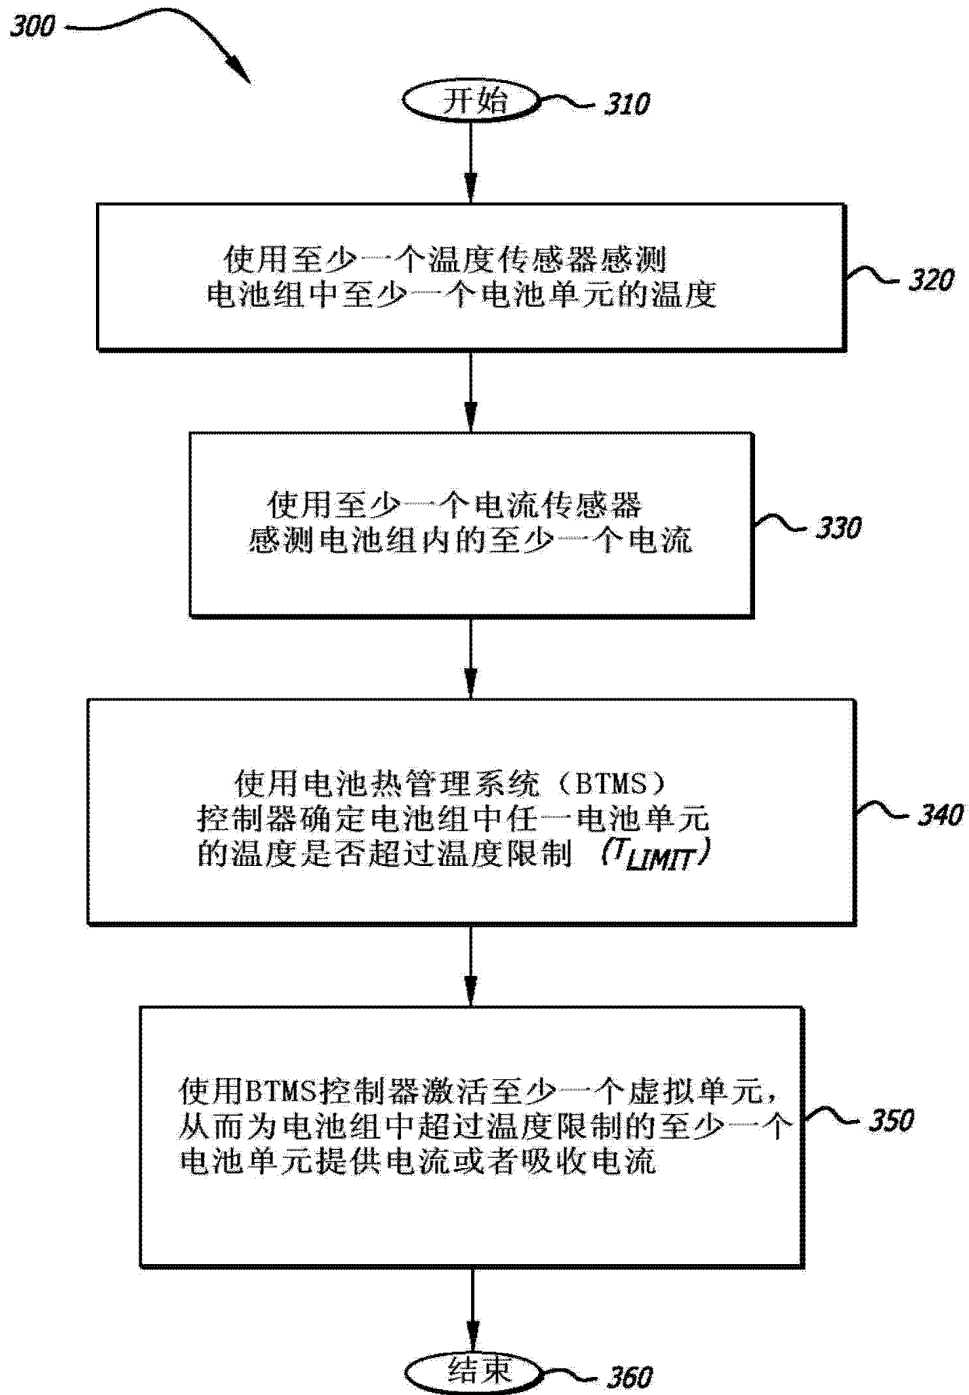 300
开始
310
使用至少一个温度传感器感测
电池组中至少一个电池单元的温度
320
使用至少一个电流传感器
感测电池组内的至少一个电流
330
使用电池热管理系统（BTMS）
控制器确定电池组中任一电池单元
的温度是否超过温度限制 (TLIMIT)
340
使用BTMS控制器激活至少一个虚拟单元，
从而为电池组中超过温度限制的至少一个
电池单元提供电流或者吸收电流
350
结束
360